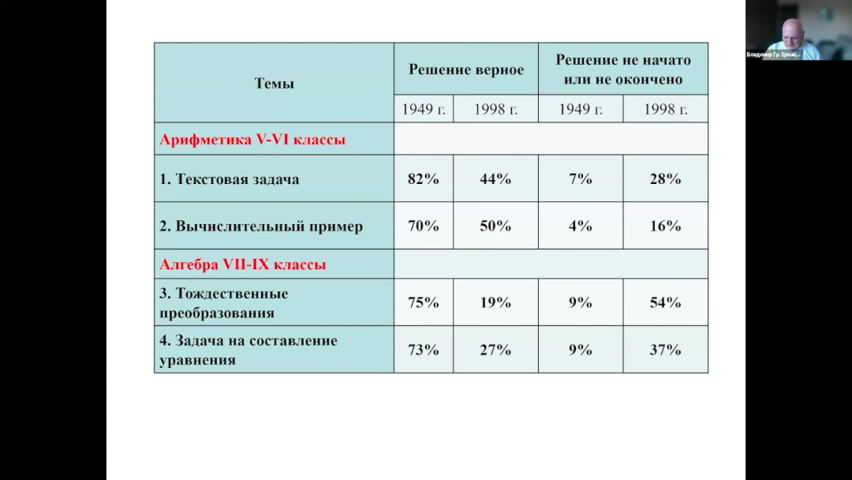 Темы
Решение верное
Решение не начато
или не окончено
1949 г.
1998 г.
1949 г.
1998 г.
Арифметика V-VI классы
1. Текстовая задача
82%
44%
7%
28%
2. Вычислительный пример
70%
50%
4%
16%
Алгебра VII-IX классы
3. Тождественные
преобразования
75%
19%
9%
54%
4. Задача на составление
уравнения
73%
27%
9%
37%
Владимир Гр.